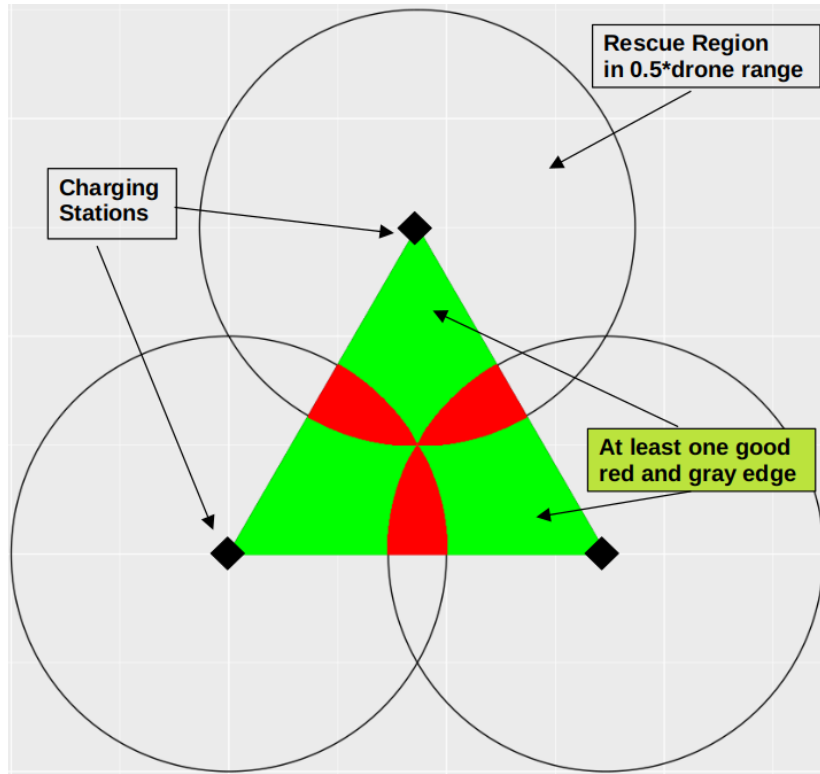 Rescue Region
in 0.5*drone range
Charging
Stations
At least one good
red and gray edge